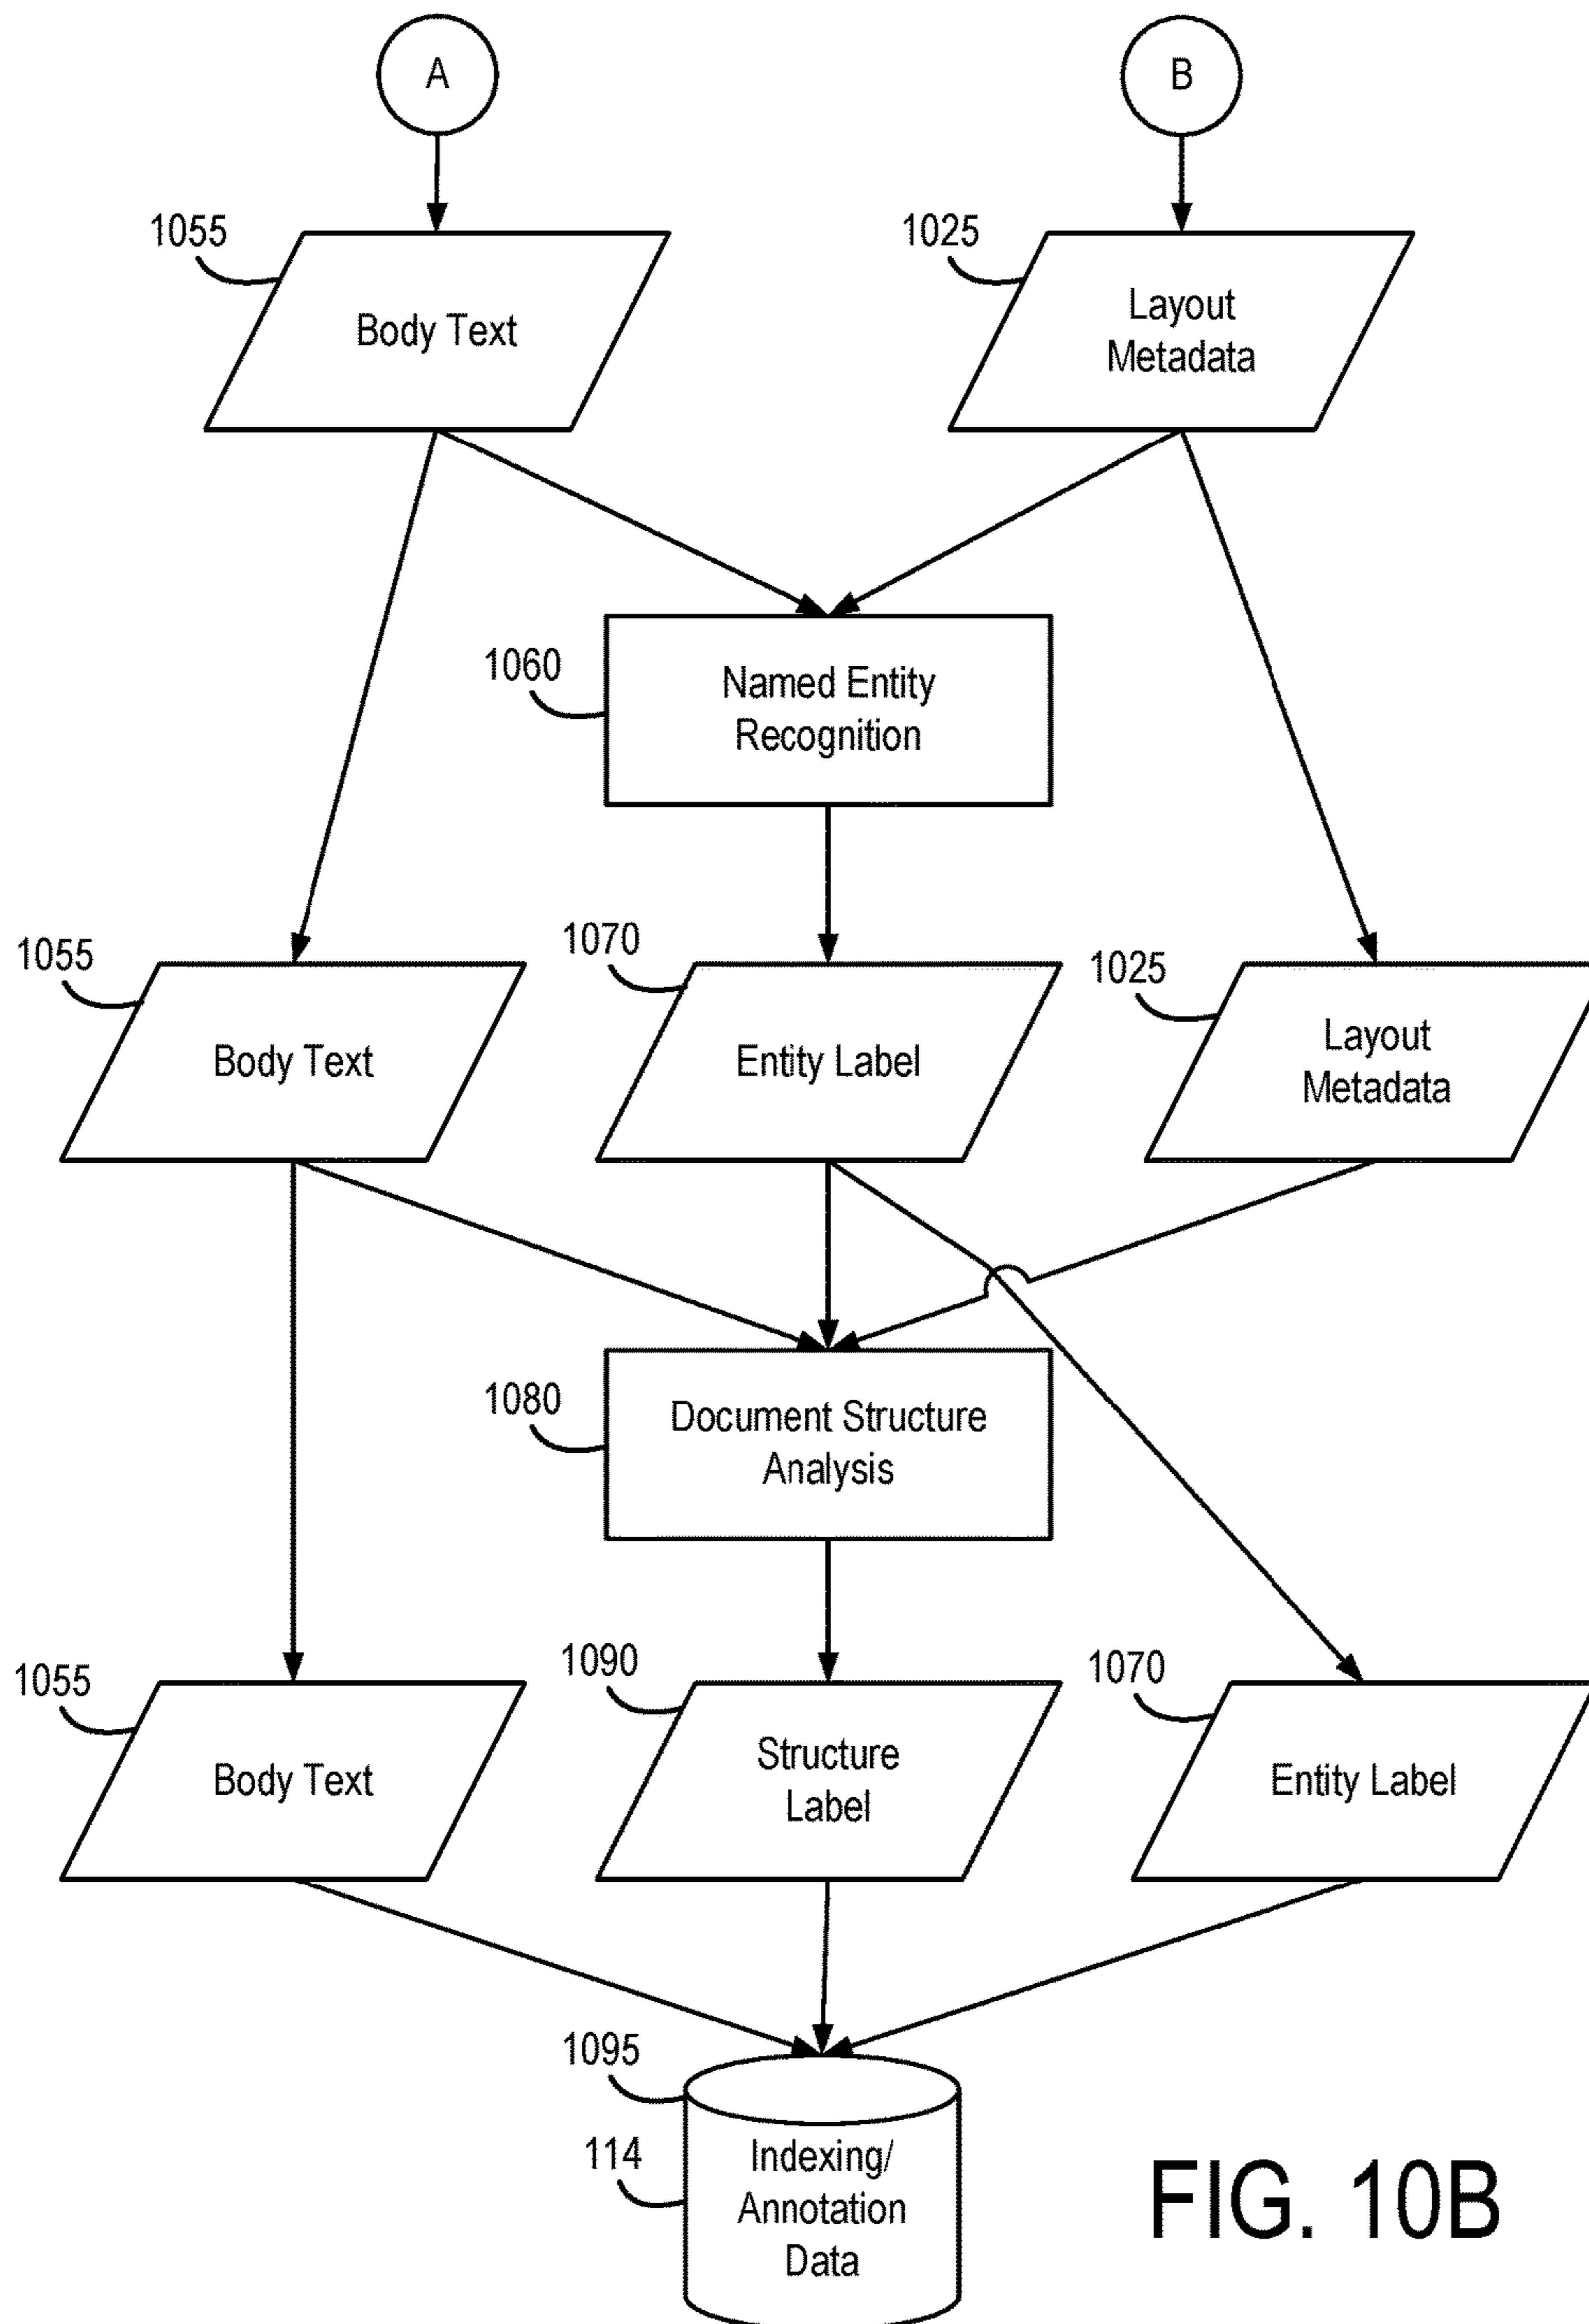 A
B
1055
Body Text
1025
Layout
Metadata
1060
Named Entity
Recognition
1055
Body Text
1070
Entity Label
1025
Layout
Metadata
1080
Document Structure
Analysis
1055
Body Text
1090
Structure
Label
1070
Entity Label
1095
114
Indexing/
Annotation
Data
FIG. 10B